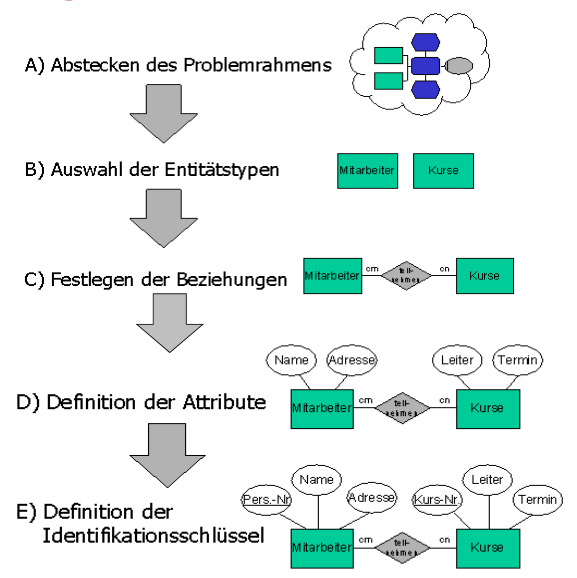 A) Abstecken des Problemrahmens
B) Auswahl der Entitätstypen
Mitarbeiter
Kurse
C) Festlegen der Beziehungen
Mitarbeiter
cm
teil-
nehmen
cn
Kurse
Name
Adresse
Leiter
Termin
D) Definition der Attribute
Mitarbeiter
cm
teil-
nehmen
cn
Kurse
Pers.-Nr
Name
Adresse
Kurs-Nr.
Leiter
Termin
E) Definition der
Identifikationsschlüssel
Mitarbeiter
cm
teil-
nehmen
cn
Kurse